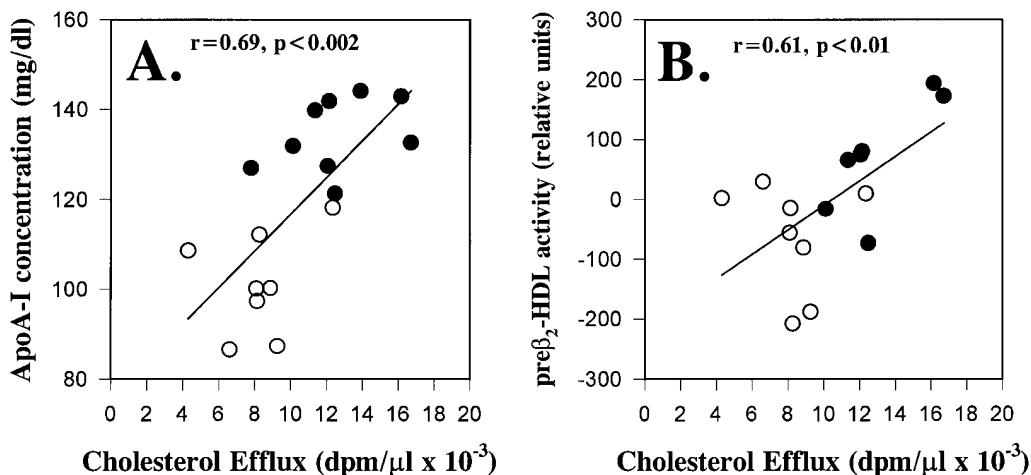 A.
r=0.69, p<0.002
ApoA-I concentration (mg/dl)
160
140
120
100
80
0 2 4 6 8 10 12 14 16 18
Cholesterol Efflux (dpm/μl x 10⁻³)
B.
r=0.61, p<0.01
preβ₂-HDL activity (relative units)
300
200
100
0
-100
-200
-300
0 2 4 6 8 10 12 14 16 18
Cholesterol Efflux (dpm/μl x 10⁻³)